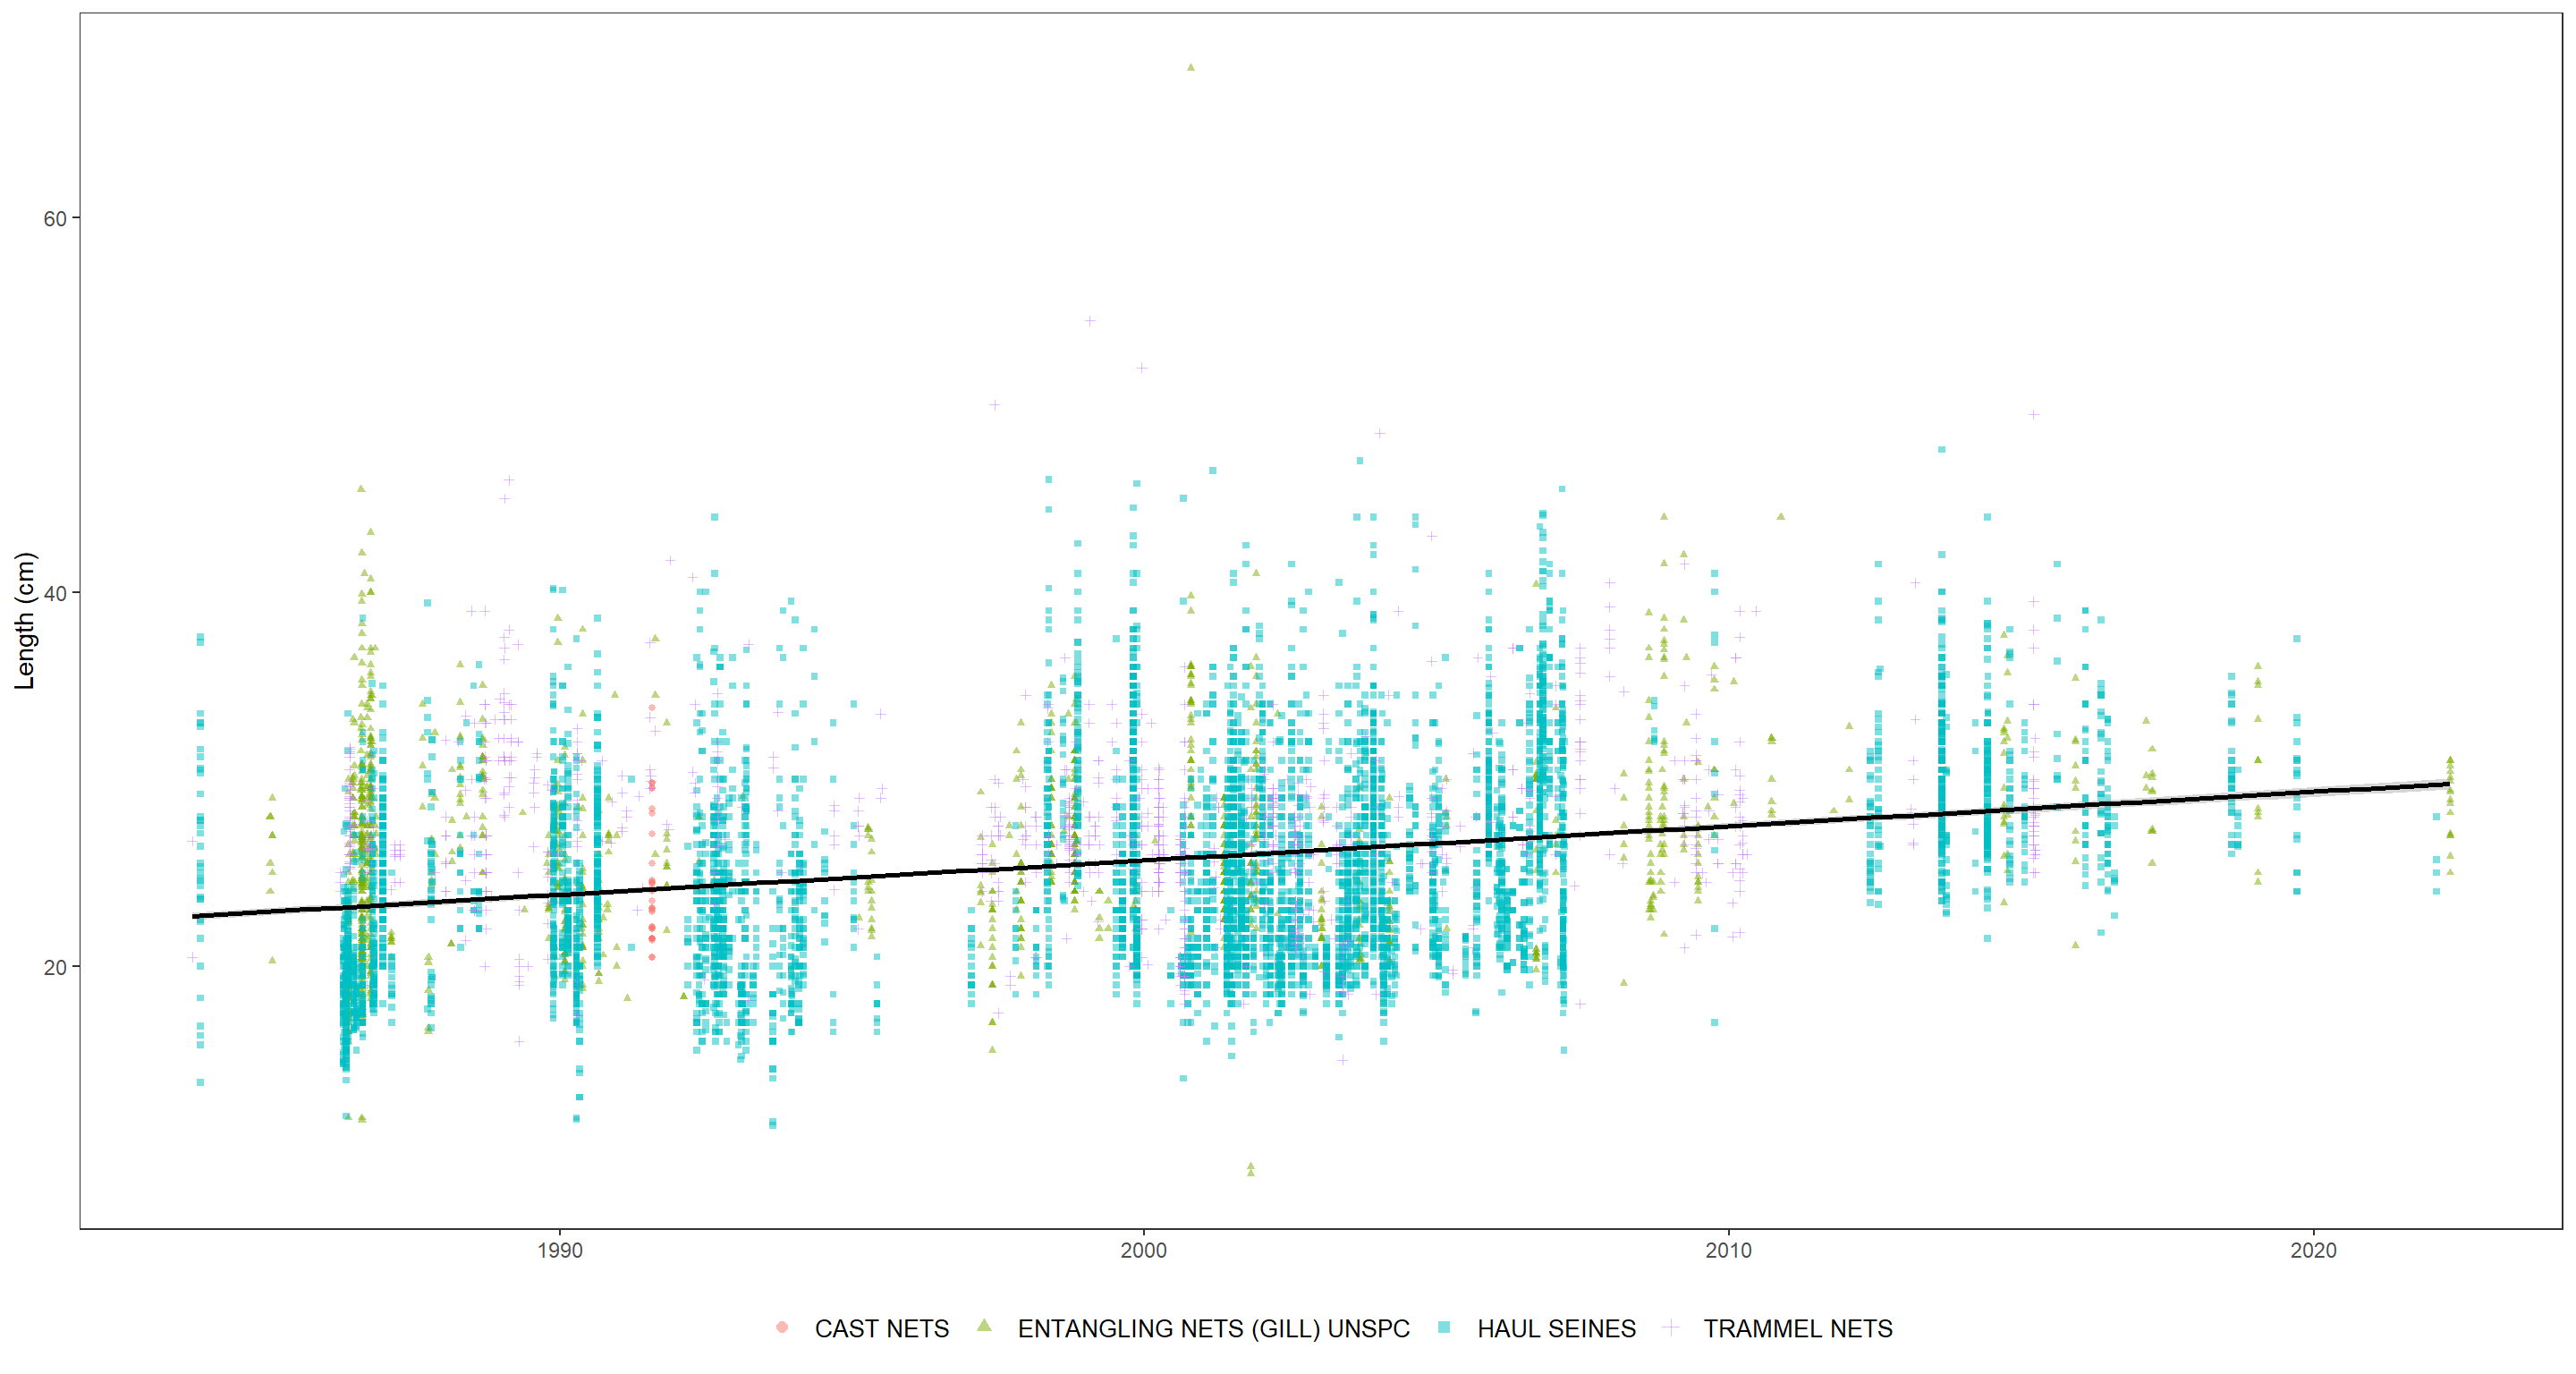 Length (cm)
60
40
20
1990 2000 2010 2020
CAST NETS ENTANGLING NETS (GILL) UNSPC HAUL SEINES TRAMMEL NETS